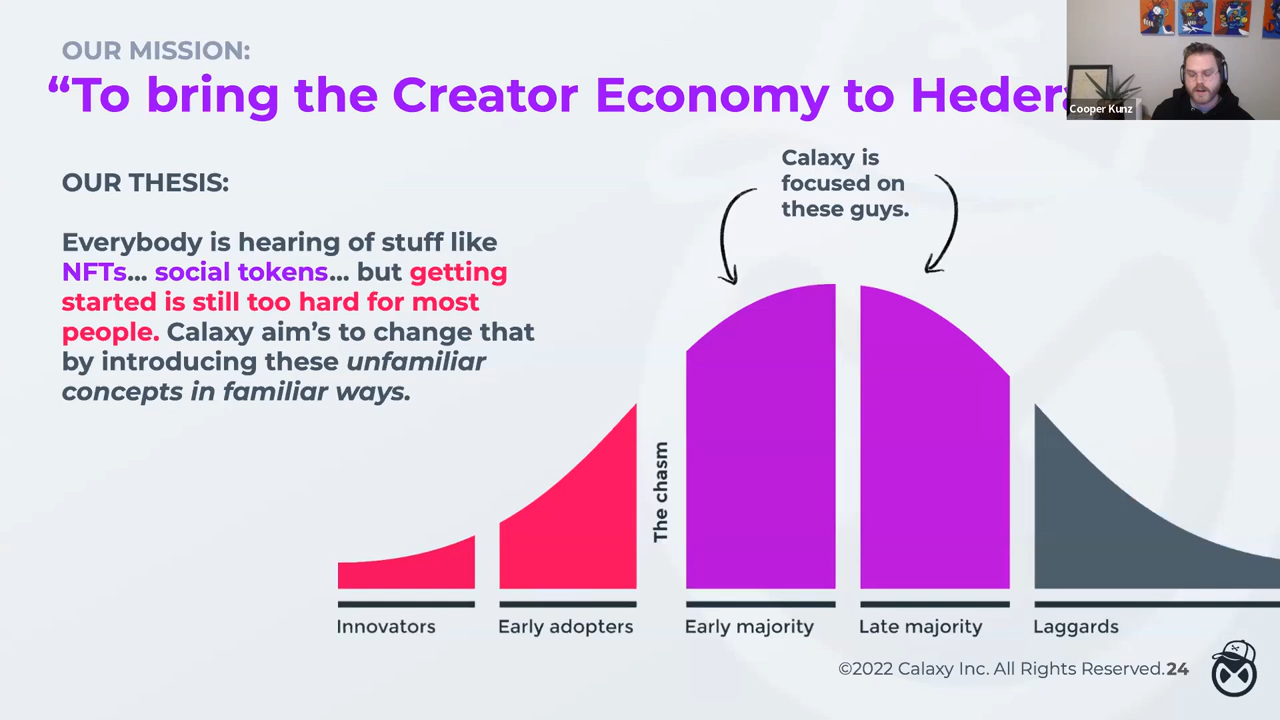 OUR MISSION:
“To bring the Creator Economy to Heder
Cooper Kunz
Calaxy is
focused on
these guys.
OUR THESIS:
Everybody is hearing of stuff like
NFTs... social tokens... but getting
started is still too hard for most
people. Calaxy aim’s to change that
by introducing these unfamiliar
concepts in familiar ways.
The chasm
Innovators
Early adopters
Early majority
Late majority
Laggards
©2022 Calaxy Inc. All Rights Reserved.24